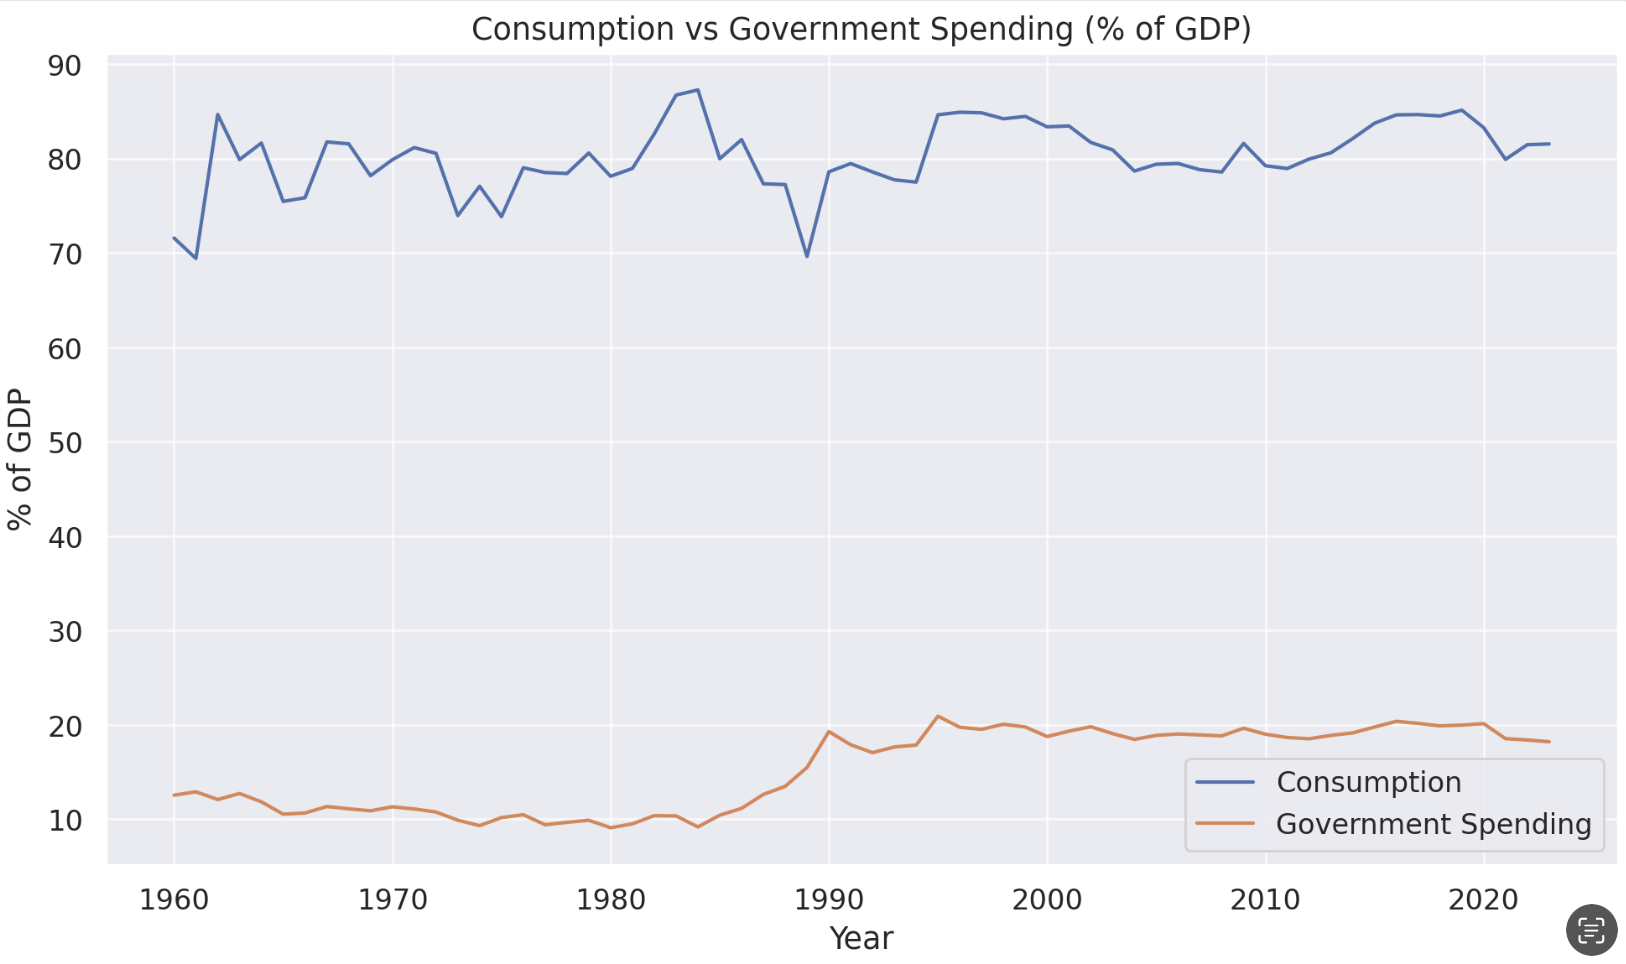 Consumption vs Government Spending (% of GDP)
90
80
70
60
50
40
30
20
10
% of GDP
Consumption
Government Spending
1960 1970 1980 1990 2000 2010 2020
Year